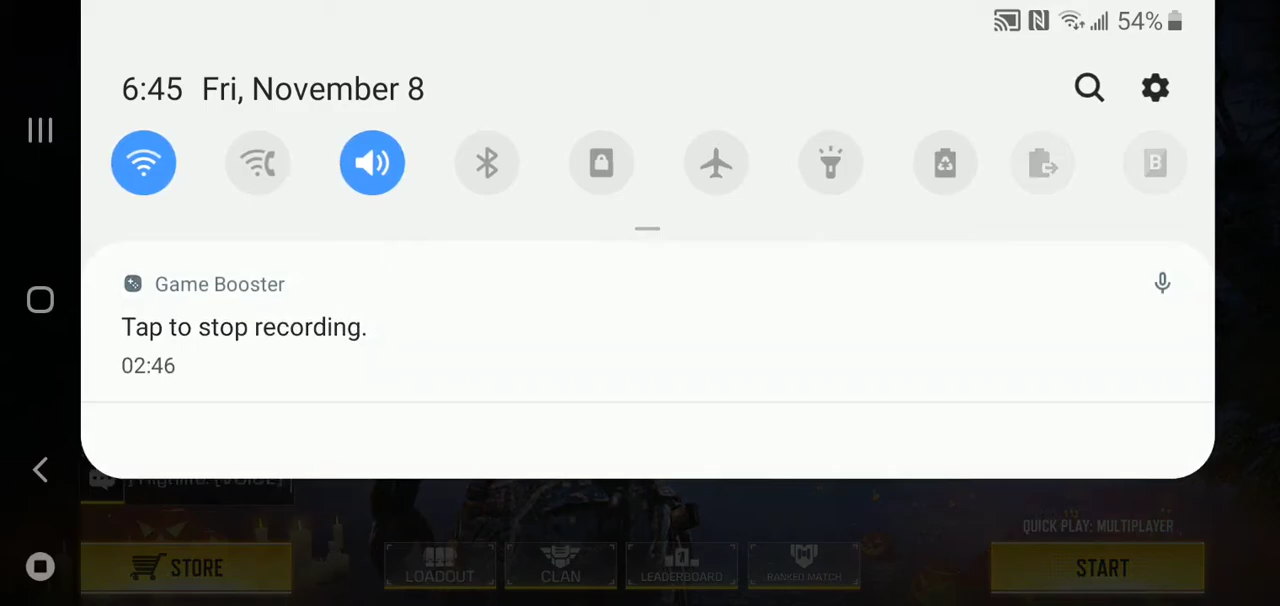 54%
6:45 Fri, November 8
B
Game Booster
Tap to stop recording.
02:46
QUICK PLAY: MULTIPLAYER
STORE
LOADOUT
CLAN
1
LEADERBOARD
RANKED MATCH
START